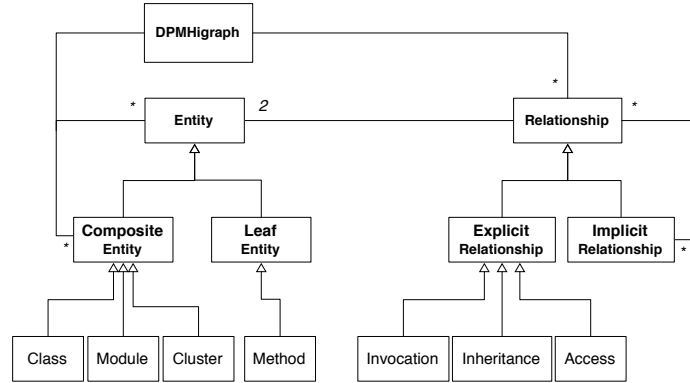 DPMHigraph
*
*
2
*
Entity
Relationship
Composite
Entity
Leaf
Entity
Explicit
Relationship
Implicit
Relationship
*
*
Class
Module
Cluster
Method
Invocation
Inheritance
Access